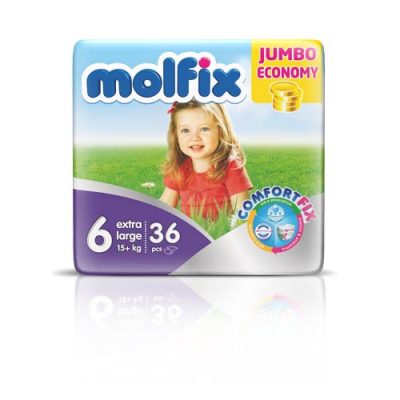 molfix
JUMBO
ECONOMY
6
extra
large
15+ kg
36
pcs
COMFORTFIX